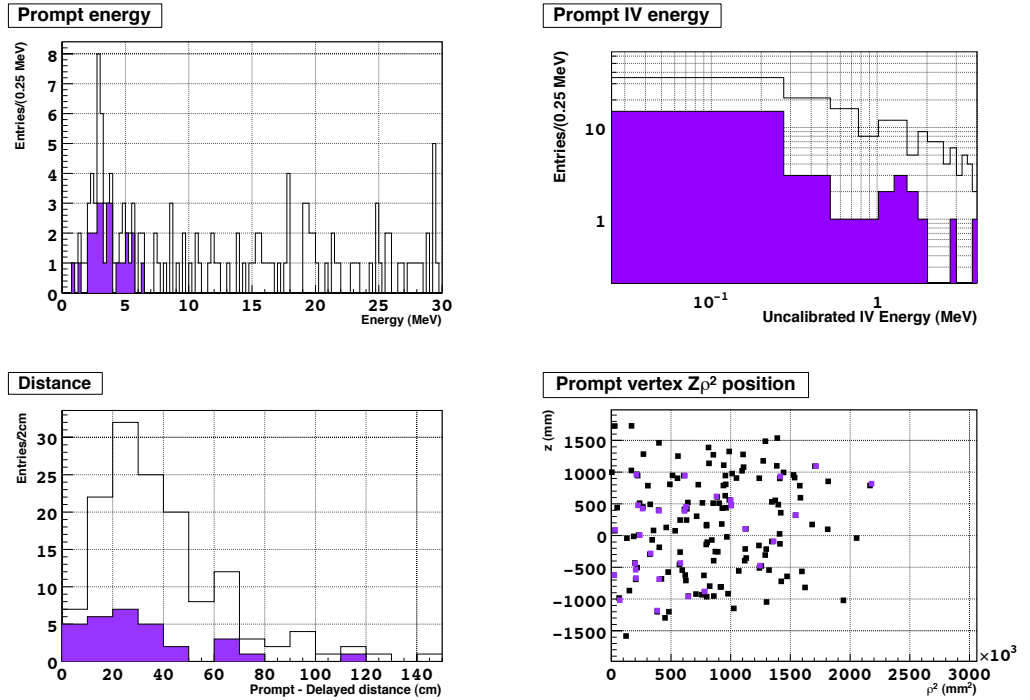 Prompt energy
Entries/(0.25 MeV)
8
7
6
5
4
3
2
1
0
0 5 10 15 20 25 30
Energy (MeV)
Prompt IV energy
Entries/(0.25 MeV)
10
1
10⁻¹ 1
Uncalibrated IV Energy (MeV)
Distance
Entries/2cm
30
25
20
15
10
5
0
0 20 40 60 80 100 120 140
Prompt - Delayed distance (cm)
Prompt vertex Zρ² position
z (mm)
1500
1000
500
0
−500
−1000
−1500
0 500 1000 1500 2000 2500 3000
×10³
ρ² (mm²)